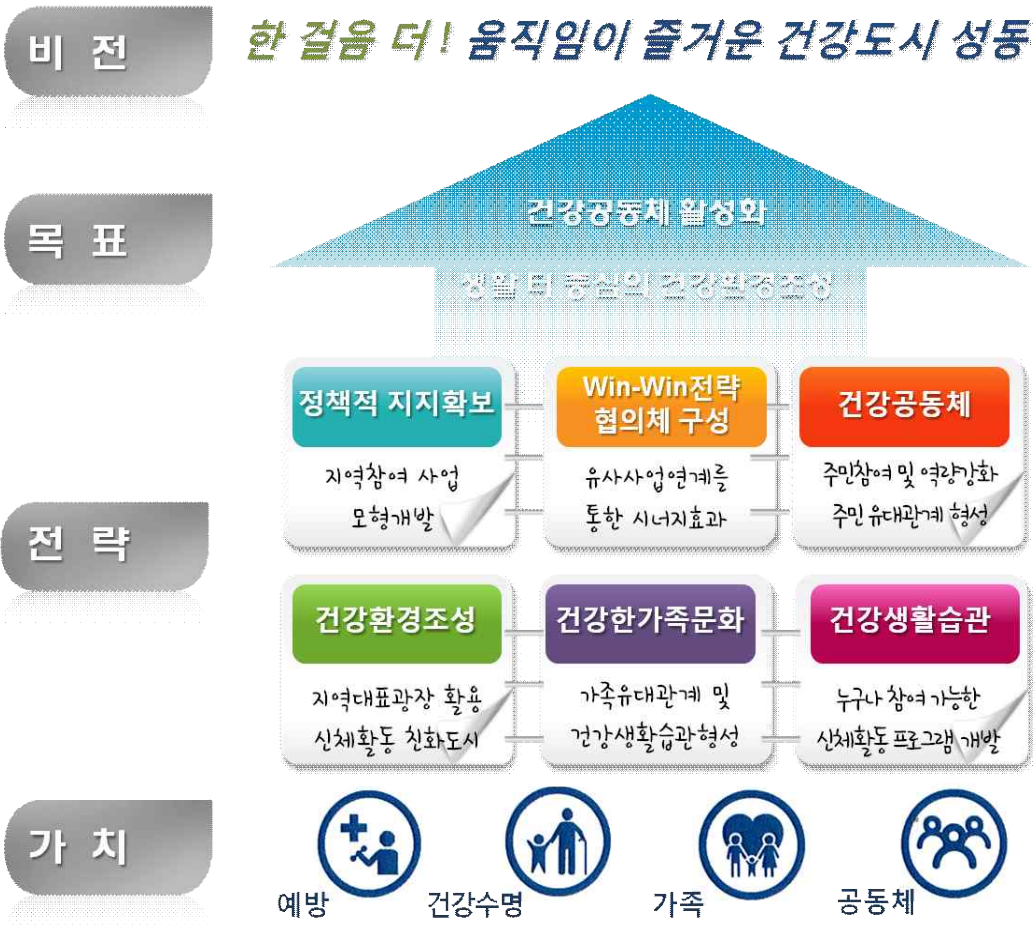 비 전
한 걸음 더! 움직임이 즐거운 건강도시 성동
목 표
건강공동체 활성화
생활 터 중심의 건강환경조성
전 략
정책적 지지확보
지역참여 사업
모형개발
Win-Win전략
협의체 구성
유사사업연계를
통한 시너지효과
건강공동체
주민참여 및 역량강화
주민 유대관계 형성
건강환경조성
지역대표광장 활용
신체활동 친화도시
건강한가족문화
가족유대관계 및
건강생활습관형성
건강생활습관
누구나 참여 가능한
신체활동 프로그램 개발
가 치
예방
건강수명
가족
공동체